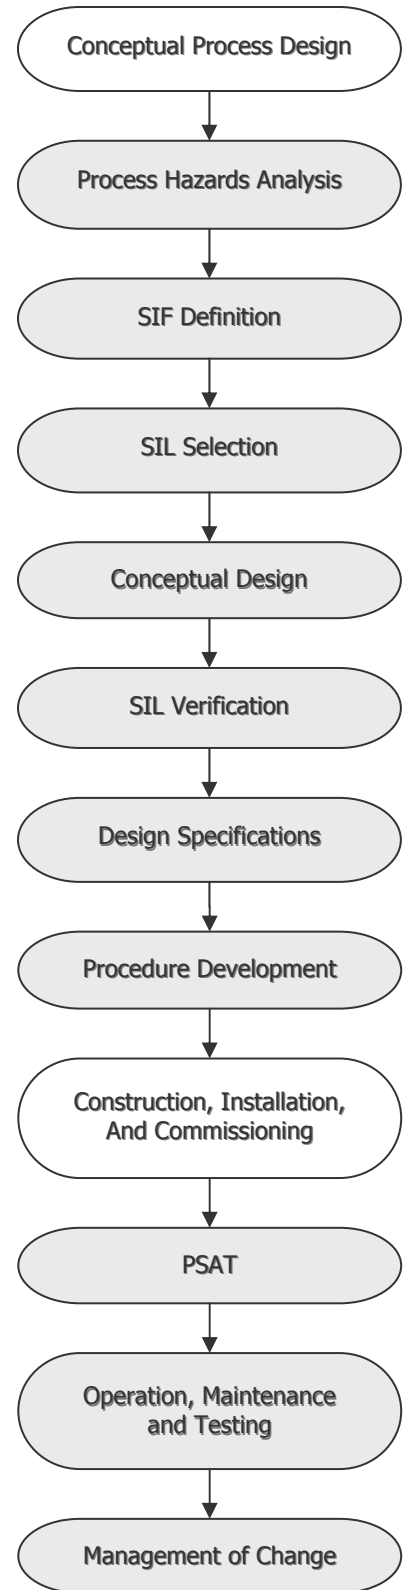 Conceptual Process Design
Process Hazards Analysis
SIF Definition
SIL Selection
Conceptual Design
SIL Verification
Design Specifications
Procedure Development
Construction, Installation,
And Commissioning
PSAT
Operation, Maintenance
and Testing
Management of Change